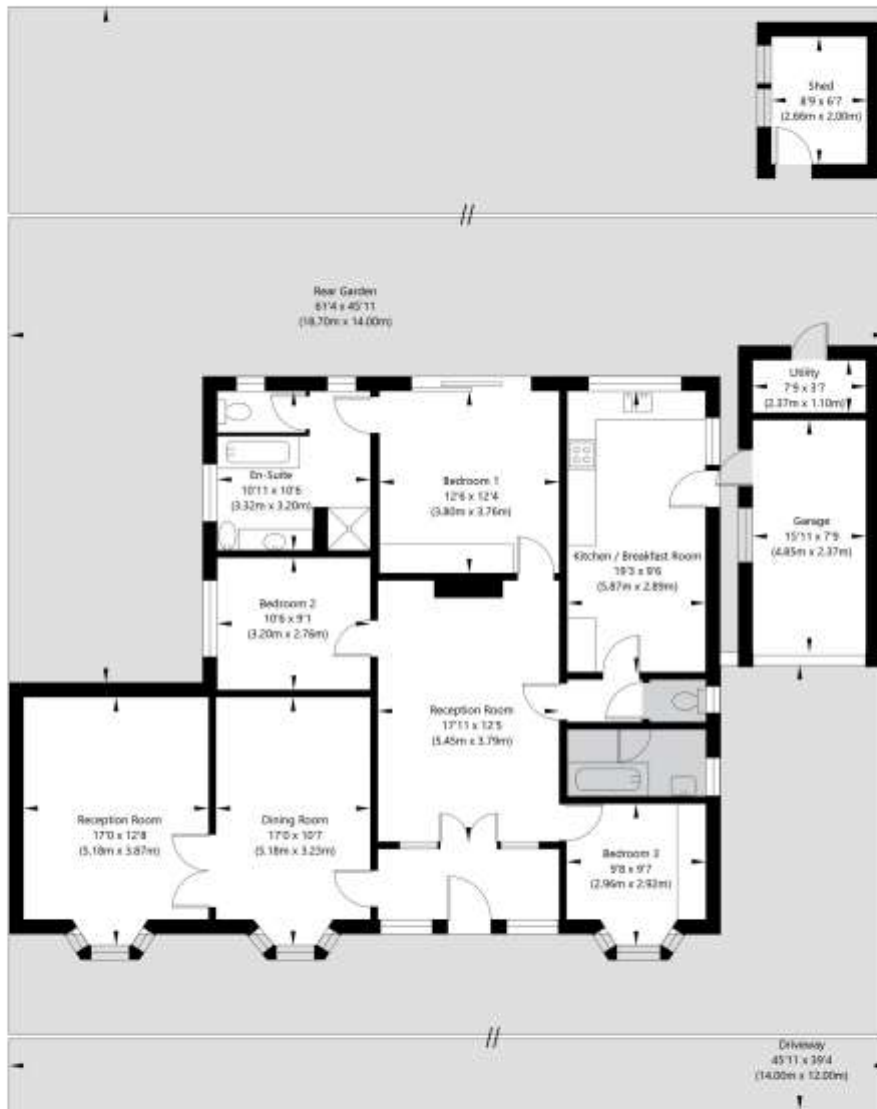 Shed
8'9 x 6'7
(2.66m x 2.00m)
//
Rear Garden
61'4 x 45'11
(18.70m x 14.00m)
Utility
7'9 x 3'7
(2.37m x 1.10m)
En-Suite
10'11 x 10'6
(3.32m x 3.20m)
Bedroom 1
12'6 x 12'4
(3.80m x 3.76m)
Kitchen / Breakfast Room
19'3 x 9'6
(5.87m x 2.89m)
Garage
15'11 x 7'9
(4.85m x 2.37m)
Bedroom 2
10'6 x 9'1
(3.20m x 2.76m)
Reception Room
17'11 x 12'5
(5.45m x 3.79m)
Reception Room
17'0 x 12'8
(5.18m x 3.87m)
Dining Room
17'0 x 10'7
(5.18m x 3.23m)
Bedroom 3
9'8 x 9'7
(2.96m x 2.92m)
//
Driveway
45'11 x 39'4
(14.00m x 12.00m)